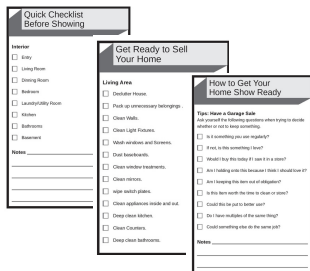 Quick Checklist
Before Showing
Interior
Entry
Living Room
Dinning Room
Bedroom
Laundry/Utility Room
Kitchen
Bathrooms
Basement
Notes
Get Ready to Sell
Your Home
Living Area
Declutter House.
Pack up unnecessary belongings .
Clean Walls.
Clean Light Fixtures.
Wash windows and Screens.
Dust baseboards.
Clean window treatments.
Clean mirrors.
wipe switch plates.
Clean appliances inside and out.
Deep clean kitchen.
Clean Counters.
Deep clean bathrooms.
How to Get Your
Home Show Ready
Tips: Have a Garage Sale
Ask yourself the following questions when trying to decide
whether or not to keep something.
Is it something you use regularly?
If not, is this something I love?
Would I buy this today if I saw it in a store?
Am I holding onto this because I think I should love it?
Am I keeping this item out of obligation?
Is this item worth the time to clean or store?
Could this be put to better use?
Do I have multiples of the same thing?
Could something else do the same job?
Notes